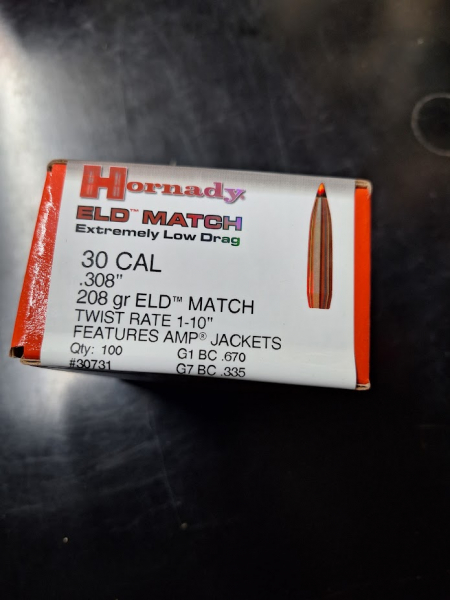 Hornady.
ELD™ MATCH
Extremely Low Drag
30 CAL
.308"
208 gr ELD™ MATCH
TWIST RATE 1-10"
FEATURES AMP® JACKETS
Qty: 100 G1 BC .670
#30731 G7 BC .335